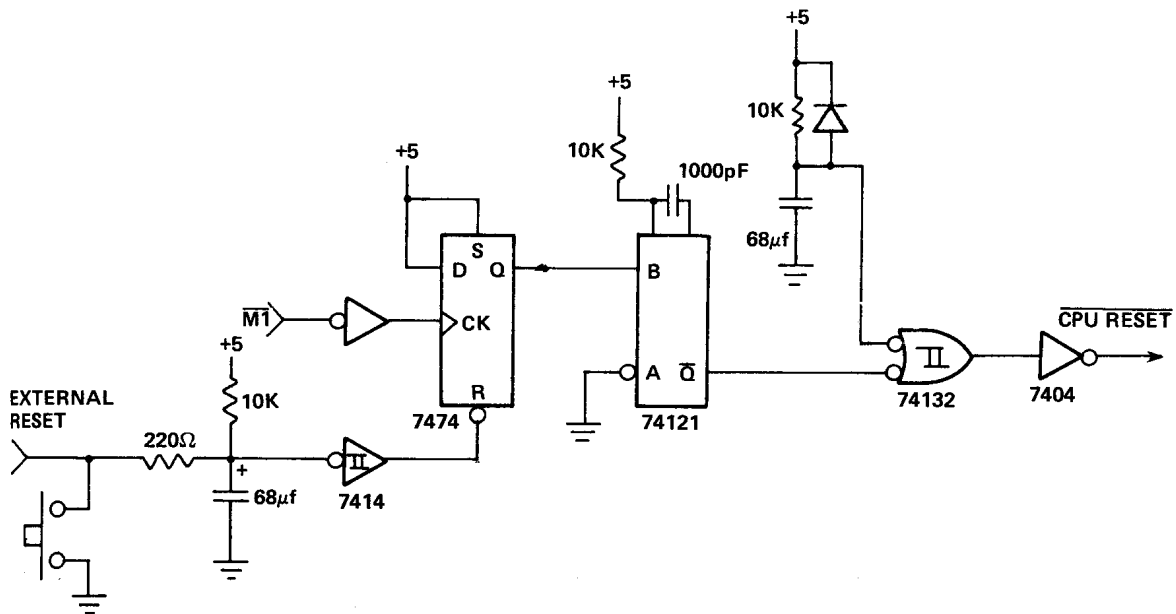 +5
+5
10K
+5
10K
1000pF
68μf
S
D Q
CK
R
7474
M1
+5
10K
EXTERNAL
RESET
220Ω
+
68μf
7414
B
A Q
74121
74132
7404
CPU RESET